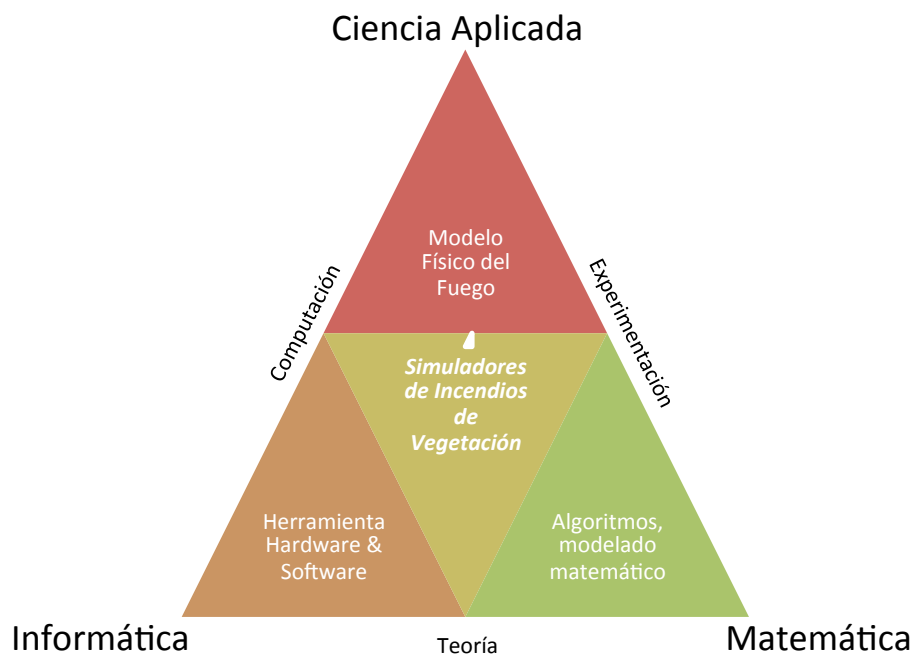 Ciencia Aplicada
Modelo
Físico del
Fuego
Computación
Experimentación
Simuladores
de Incendios
de
Vegetación
Herramienta
Hardware &
Software
Algoritmos,
modelado
matemático
Informática
Teoría
Matemática